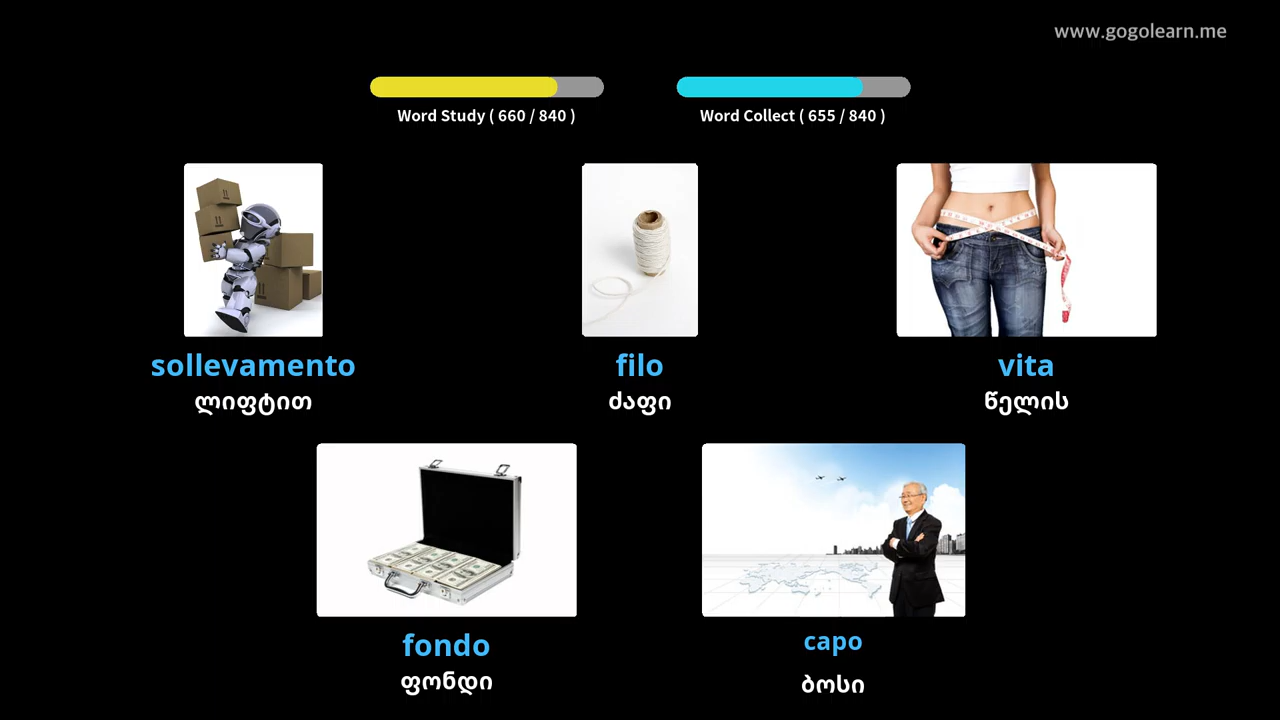 www.gogolearn.me
Word Study ( 660 / 840 )
Word Collect ( 655 / 840 )
sollevamento
ლიფტით
filo
ძაფი
vita
წელის
fondo
ფონდი
capo
ბოსი